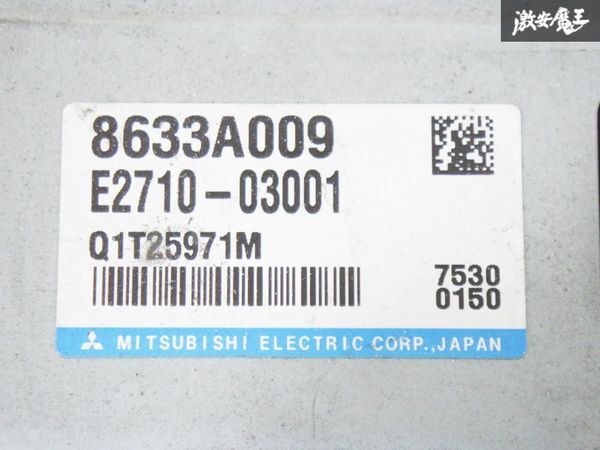 激安魔王
8633A009
E2710-03001
Q1T25971M
7530
0150
MITSUBISHI ELECTRIC CORP.,JAPAN